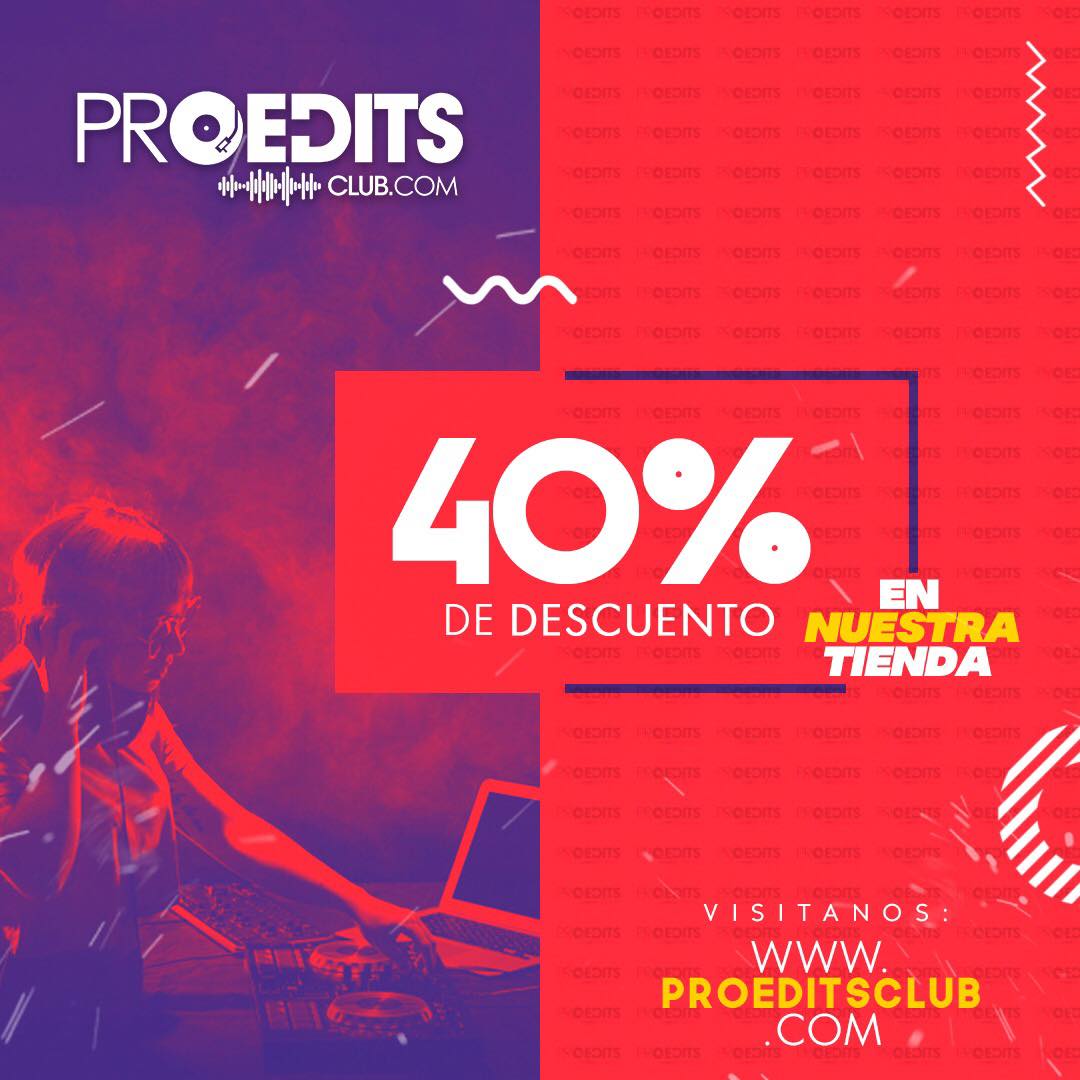 PROEDITS
CLUB.COM
40%
DE DESCUENTO
EN
NUESTRA
TIENDA
VISITANOS:
WWW.
PROEDITSCLUB
.COM